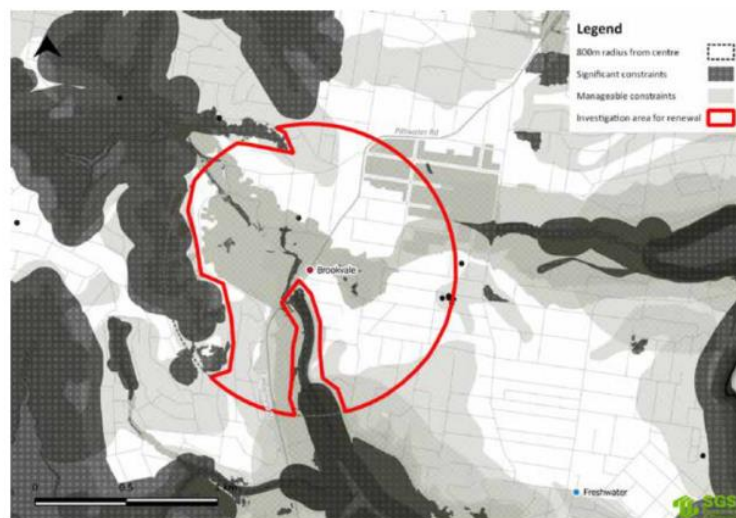 Legend
800m radius from centre
Significant constraints
Manageable constraints
Investigation area for renewal
Pittwater Rd
Brookvale
Freshwater
0
0.5
SGS